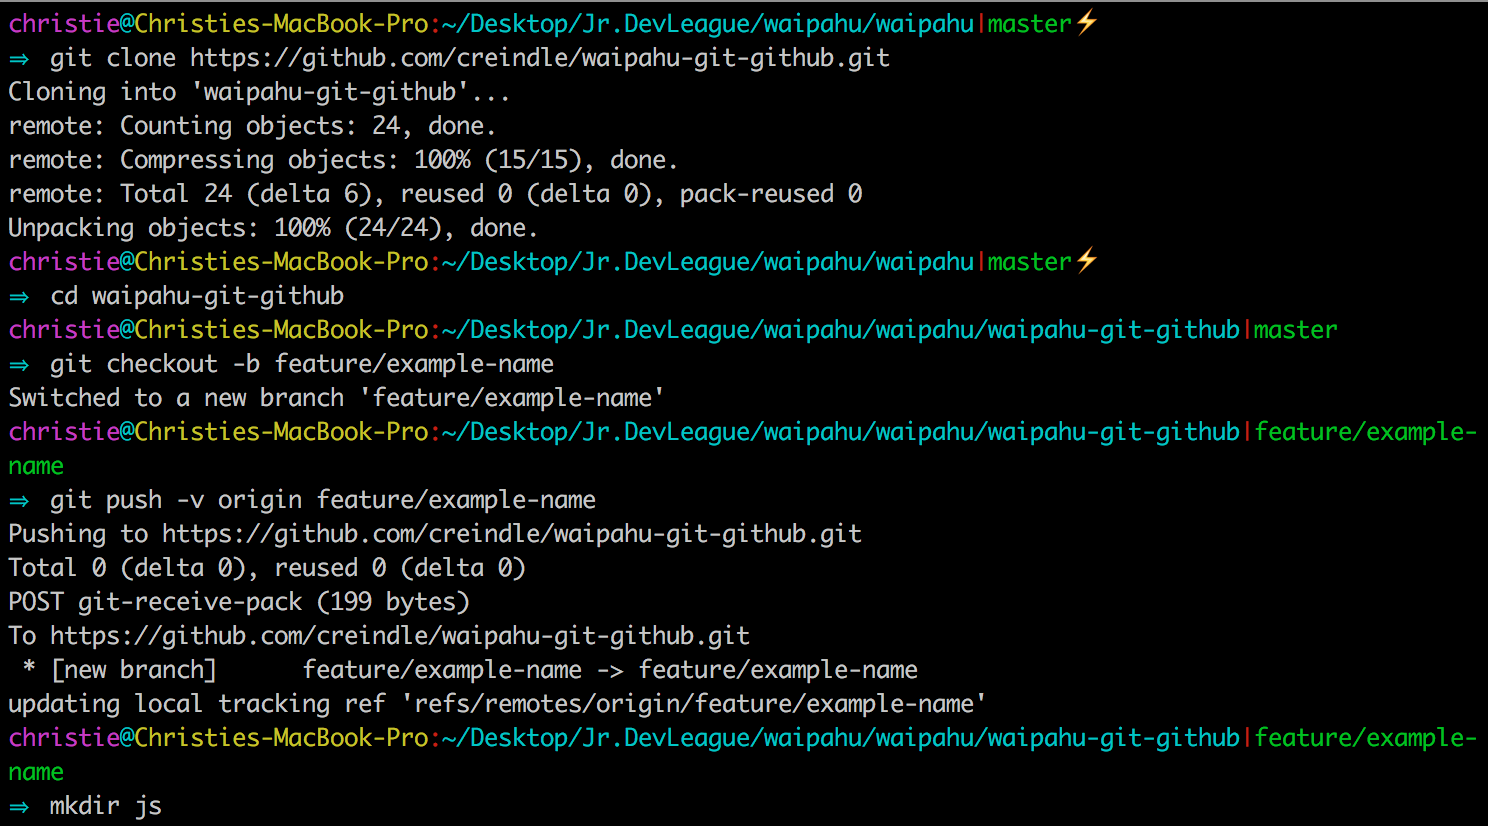 christie@Christies-MacBook-Pro:~/Desktop/Jr.DevLeague/waipahu/waipahu|master⚡
⇒  git clone https://github.com/creindle/waipahu-git-github.git
Cloning into 'waipahu-git-github'...
remote: Counting objects: 24, done.
remote: Compressing objects: 100% (15/15), done.
remote: Total 24 (delta 6), reused 0 (delta 0), pack-reused 0
Unpacking objects: 100% (24/24), done.
christie@Christies-MacBook-Pro:~/Desktop/Jr.DevLeague/waipahu/waipahu|master⚡
⇒  cd waipahu-git-github
christie@Christies-MacBook-Pro:~/Desktop/Jr.DevLeague/waipahu/waipahu/waipahu-git-github|master
⇒  git checkout -b feature/example-name
Switched to a new branch 'feature/example-name'
christie@Christies-MacBook-Pro:~/Desktop/Jr.DevLeague/waipahu/waipahu/waipahu-git-github|feature/example-
name
⇒  git push -v origin feature/example-name
Pushing to https://github.com/creindle/waipahu-git-github.git
Total 0 (delta 0), reused 0 (delta 0)
POST git-receive-pack (199 bytes)
To https://github.com/creindle/waipahu-git-github.git
 * [new branch]      feature/example-name -> feature/example-name
updating local tracking ref 'refs/remotes/origin/feature/example-name'
christie@Christies-MacBook-Pro:~/Desktop/Jr.DevLeague/waipahu/waipahu/waipahu-git-github|feature/example-
name
⇒  mkdir js